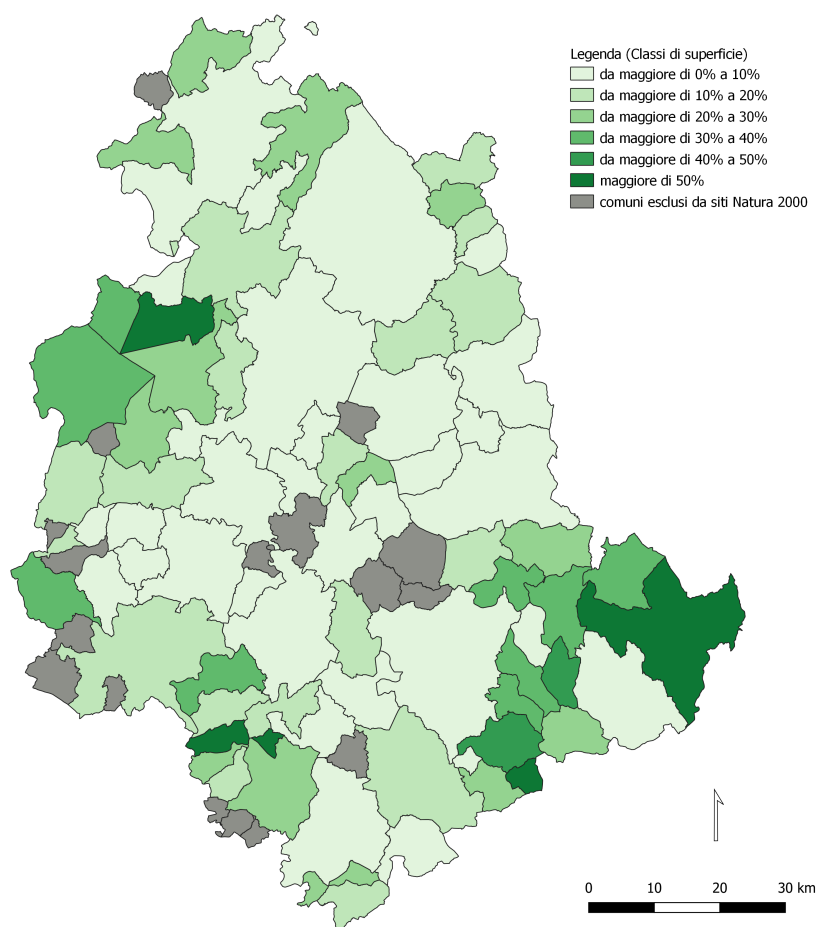 Legenda (Classi di superficie)
da maggiore di 0% a 10%
da maggiore di 10% a 20%
da maggiore di 20% a 30%
da maggiore di 30% a 40%
da maggiore di 40% a 50%
maggiore di 50%
comuni esclusi da siti Natura 2000
0 10 20 30 km